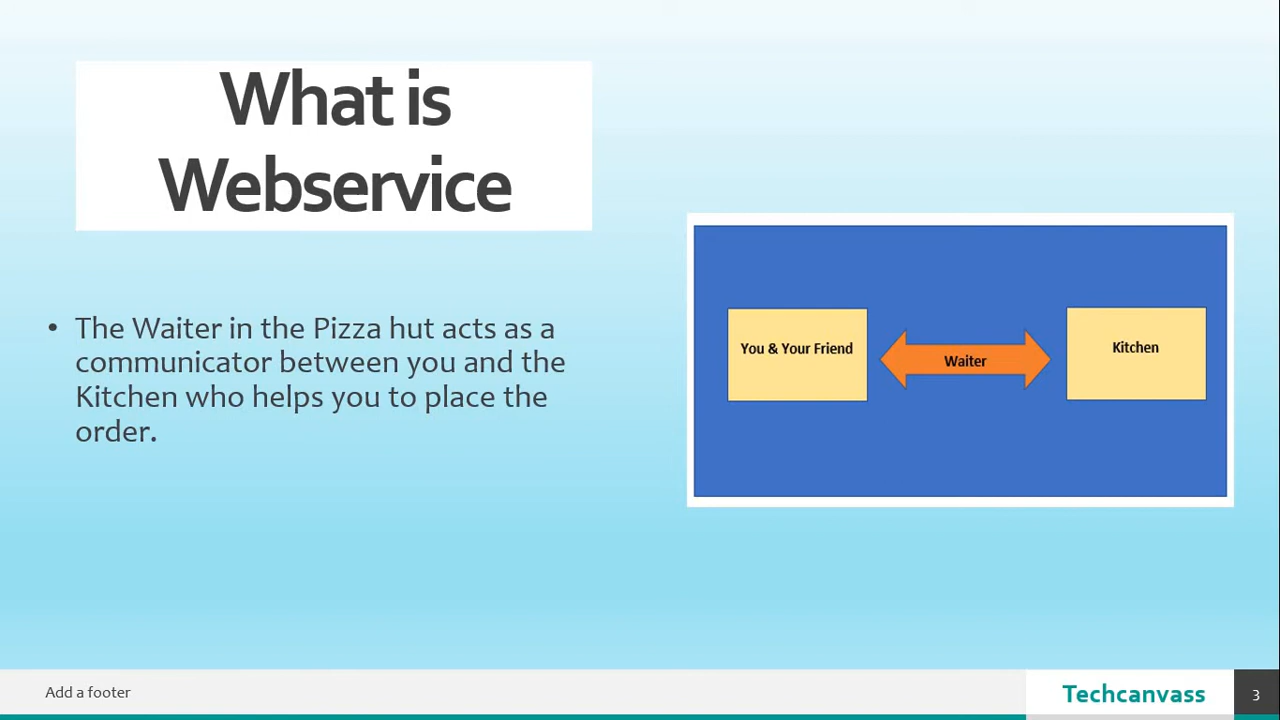 What is
Webservice
• The Waiter in the Pizza hut acts as a
communicator between you and the
Kitchen who helps you to place the
order.
You & Your Friend
Waiter
Kitchen
Add a footer
Techcanvass
3